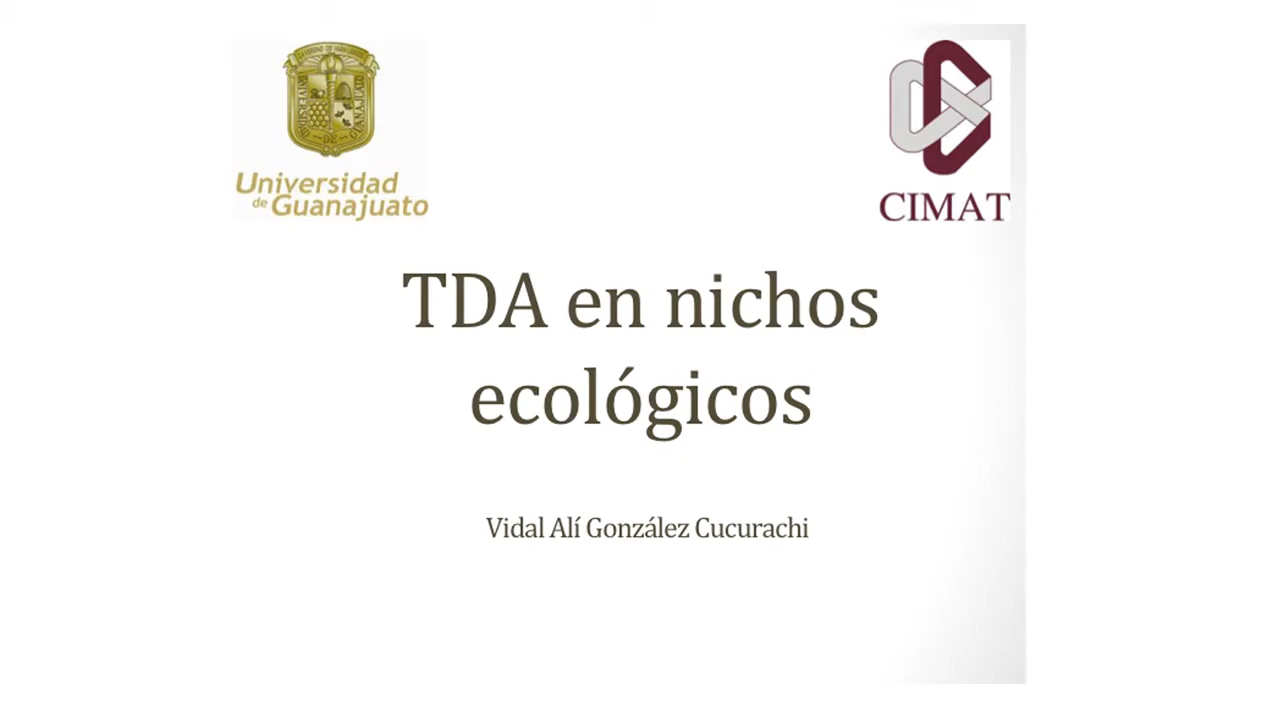 Universidad
de Guanajuato
CIMAT
TDA en nichos
ecológicos
Vidal Alí González Cucurachi